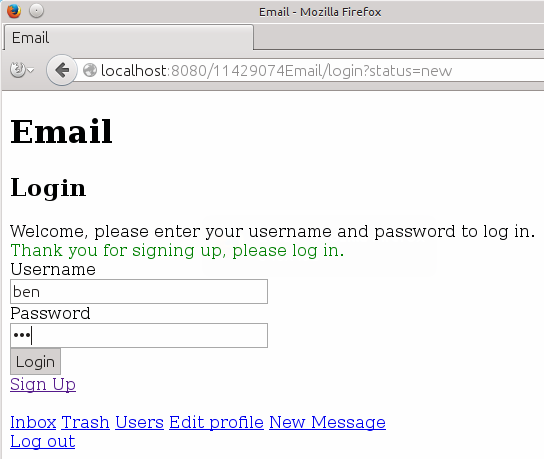 Email - Mozilla Firefox
Email
localhost:8080/11429074Email/login?status=new
Email
Login
Welcome, please enter your username and password to log in.
Thank you for signing up, please log in.
Username
ben
Password
•••
Login
Sign Up
Inbox Trash Users Edit profile New Message
Log out